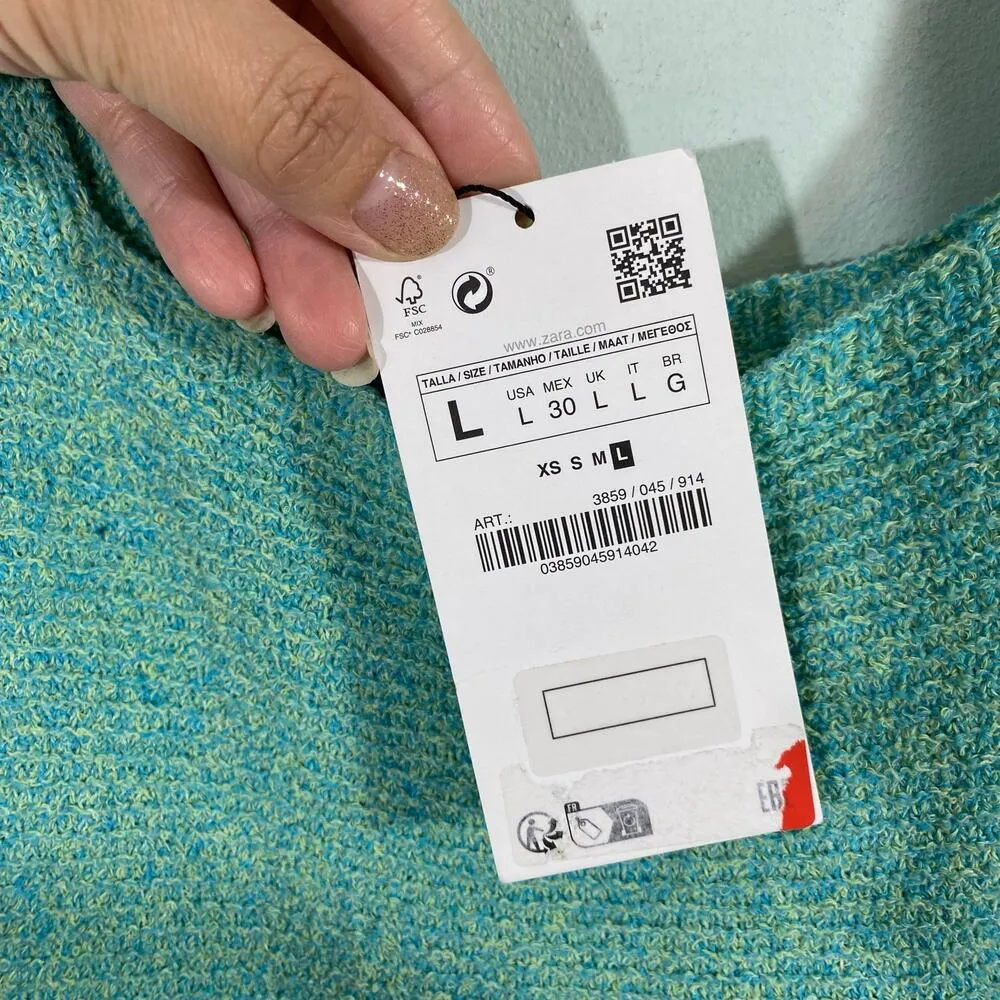 FSC®
MIX
FSC® C028854
®
www.zara.com
TALLA / SIZE / TAMANHO / TAILLE / MAAT / ΜΕΓΕΘΟΣ
L
USA MEX UK IT BR
L 30 L L G
XS S M L
ART.:
3859 / 045 / 914
03859045914042
FR